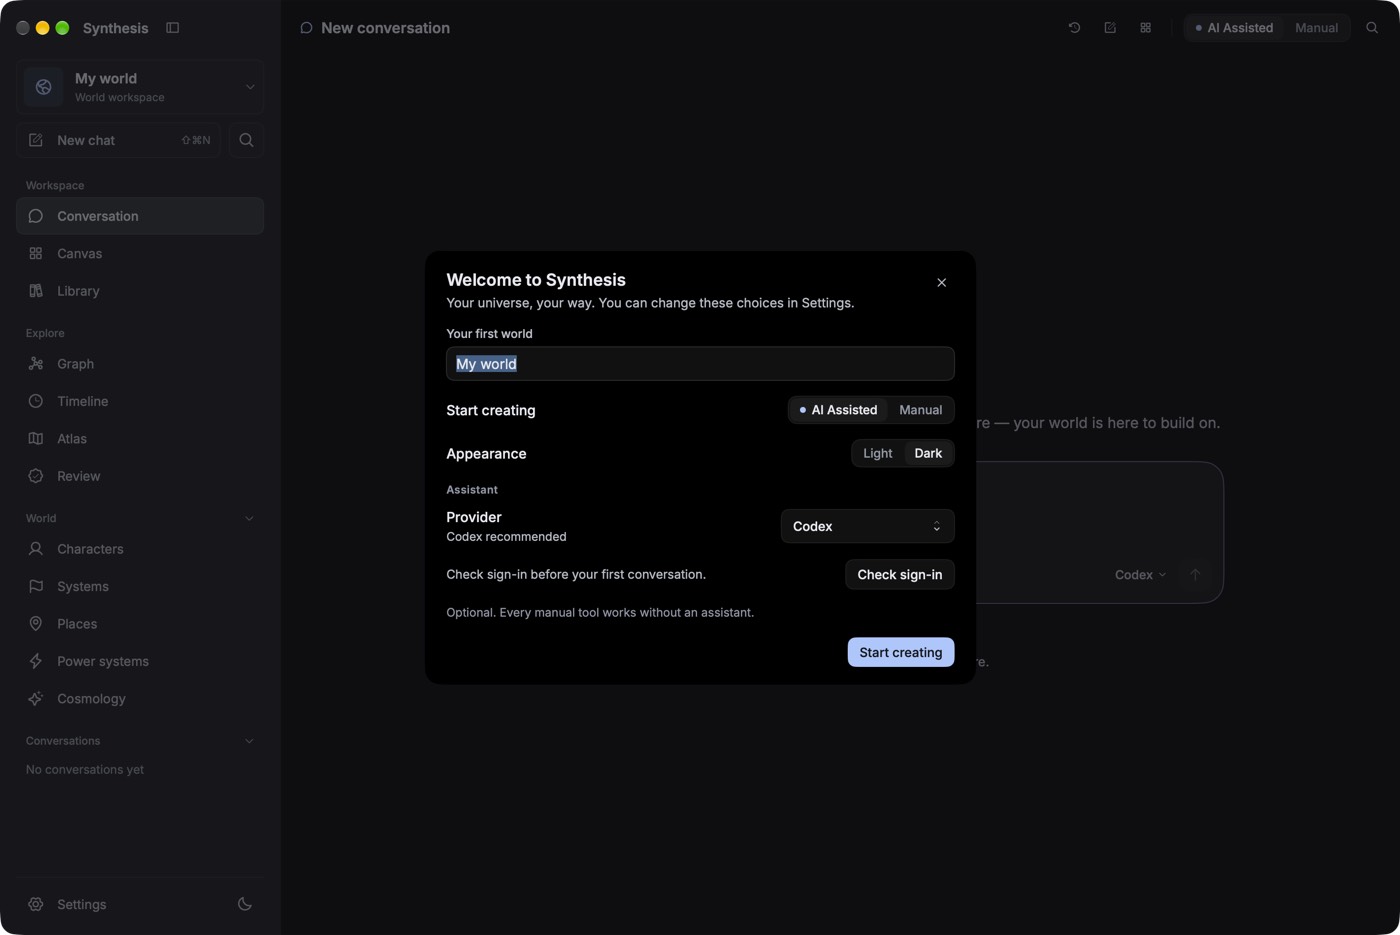 Synthesis
New conversation
AI Assisted
Manual
My world
World workspace
New chat
⇧⌘N
Workspace
Conversation
Canvas
Library
Explore
Graph
Timeline
Atlas
Review
World
Characters
Systems
Places
Power systems
Cosmology
Conversations
No conversations yet
Settings
Welcome to Synthesis
Your universe, your way. You can change these choices in Settings.
Your first world
My world
Start creating
AI Assisted
Manual
Appearance
Light
Dark
Assistant
Provider
Codex recommended
Codex
Check sign-in before your first conversation.
Check sign-in
Optional. Every manual tool works without an assistant.
Start creating
re — your world is here to build on.
Codex
re.